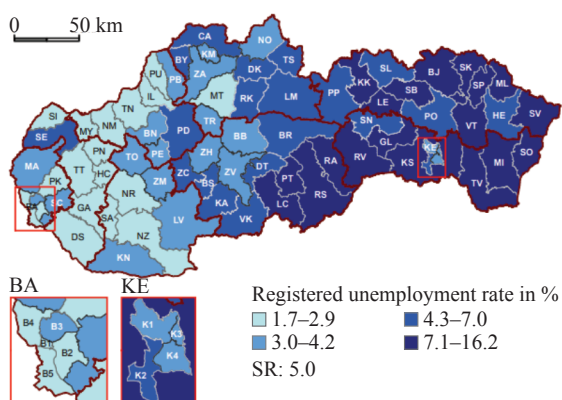 0 50 km
CA NO
BY KM
PU PB ZA DK TS
IL MT RK LM PP KK SL BJ SK SP ML
TN LE SB
SI MY NM BN PD TR SN PO VT HE SV
SE
MA PN TO PE ZH BB BR GL KE
PK TT HC ZM ZC BS ZV DT RA RV KS SO
NR PT TV MI
GA SA LV KA LC RS
DS NZ VK
KN
BA KE
B4 B3
B1
B2
B5
K1
K3
K4
K2
Registered unemployment rate in %
1.7–2.9 4.3–7.0
3.0–4.2 7.1–16.2
SR: 5.0